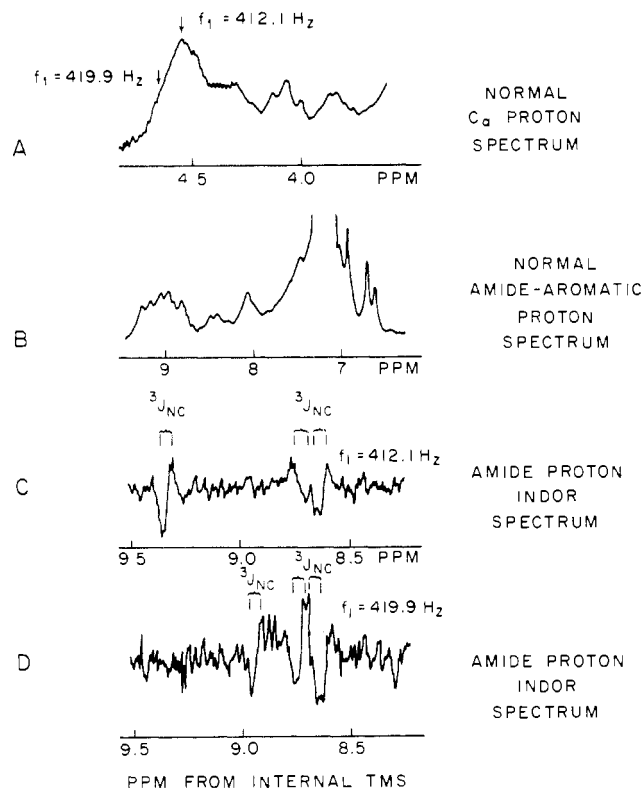 f₁ = 412.1 Hz
f₁ = 419.9 Hz
A
4.5 4.0 PPM
NORMAL
Cα PROTON
SPECTRUM
B
9 8 7 PPM
NORMAL
AMIDE-AROMATIC
PROTON
SPECTRUM
³JNC ³JNC
C
fj = 412.1 Hz
9.5 9.0 8.5 PPM
AMIDE PROTON
INDOR
SPECTRUM
³JNC ³JNC
D
fj = 419.9 Hz
9.5 9.0 8.5
AMIDE PROTON
INDOR
SPECTRUM
PPM FROM INTERNAL TMS